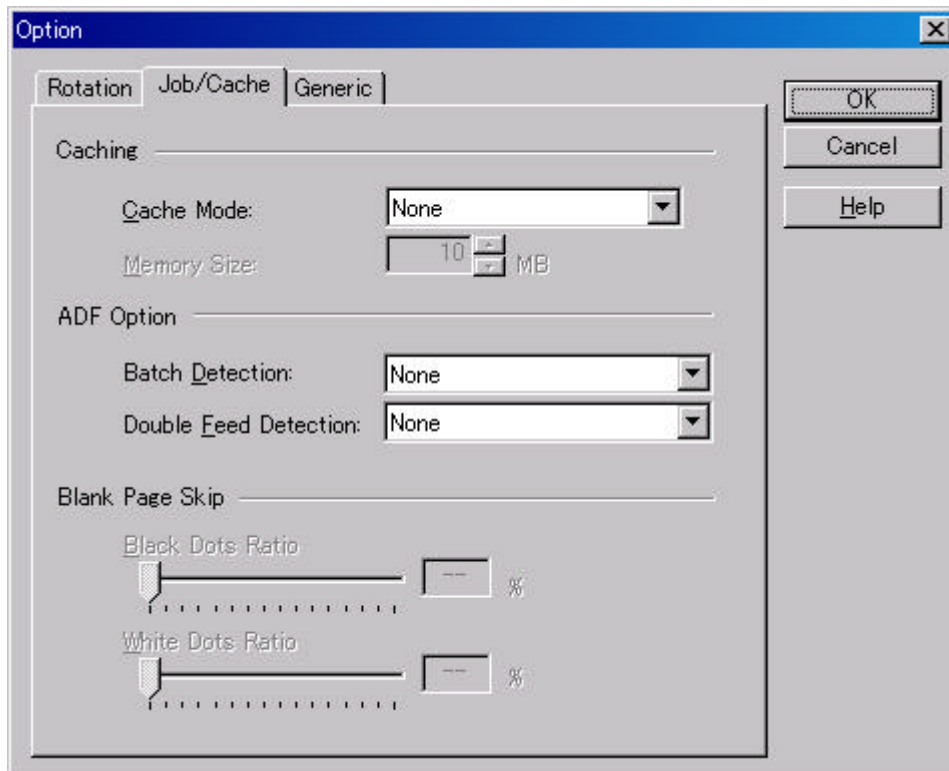 Option
Rotation Job/Cache Generic
OK
Cancel
Help
Caching
Cache Mode: None
Memory Size: 10 MB
ADF Option
Batch Detection: None
Double Feed Detection: None
Blank Page Skip
Black Dots Ratio
-- %
White Dots Ratio
-- %